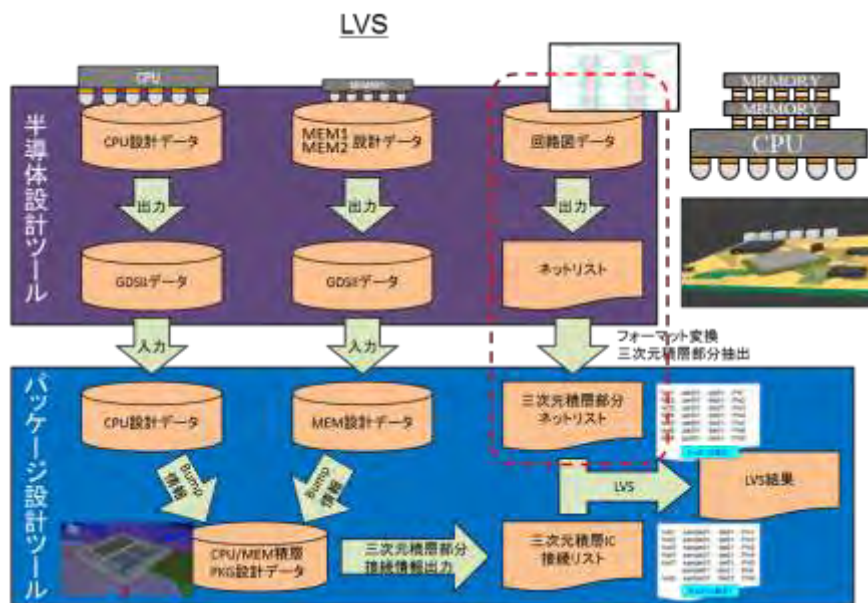 LVS
CPU
MRMORY
MRMORY
CPU
半導体設計ツール
CPU設計データ
MEM1
MEM2
設計データ
回路図データ
出力
出力
出力
GDSIIデータ
GDSIIデータ
ネットリスト
入力
入力
フォーマット変換
三次元積層部分抽出
パッケージ設計ツール
CPU設計データ
MEM設計データ
三次元積層部分
ネットリスト
Bump
情報
Bump
情報
LVS
LVS結果
CPU/MEM積層
PKG設計データ
三次元積層部分
接続情報出力
三次元積層IC
接続リスト